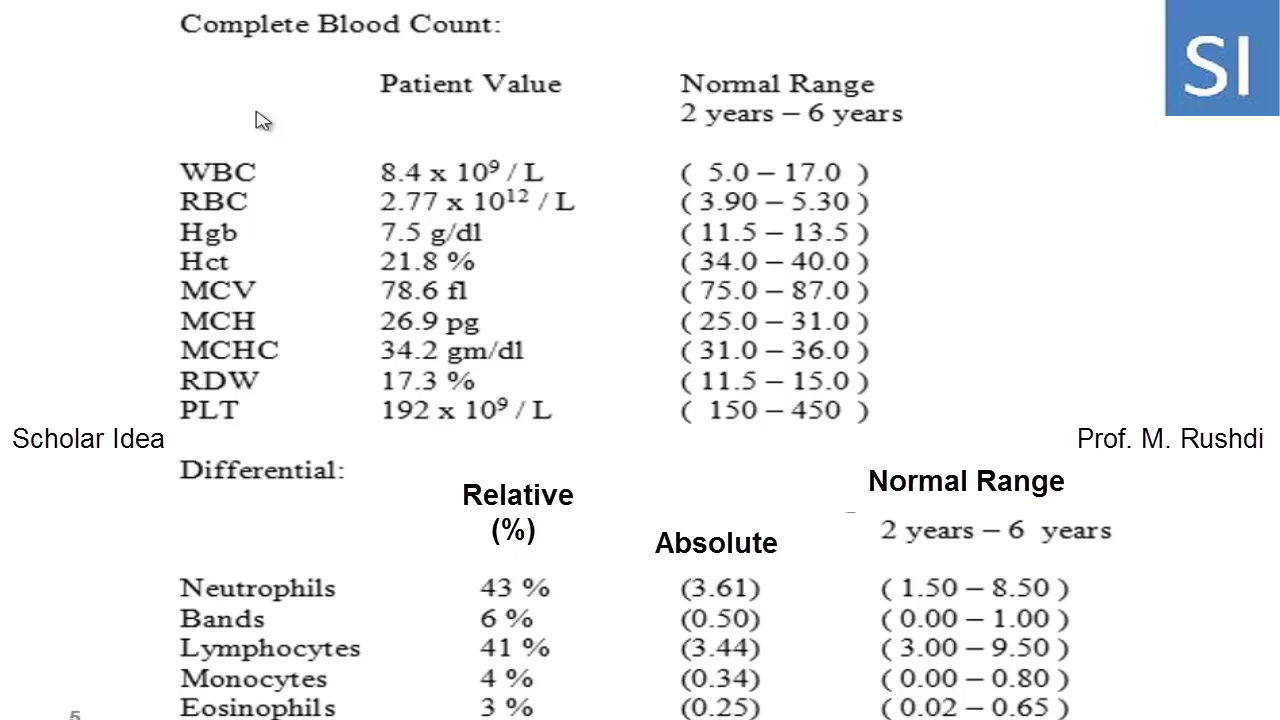 Complete Blood Count:
SI
Patient Value Normal Range
2 years – 6 years
WBC 8.4 x 10⁹ / L ( 5.0 – 17.0 )
RBC 2.77 x 10¹² / L ( 3.90 – 5.30 )
Hgb 7.5 g/dl ( 11.5 – 13.5 )
Hct 21.8 % ( 34.0 – 40.0 )
MCV 78.6 fl ( 75.0 – 87.0 )
MCH 26.9 pg ( 25.0 – 31.0 )
MCHC 34.2 gm/dl ( 31.0 – 36.0 )
RDW 17.3 % ( 11.5 – 15.0 )
PLT 192 x 10⁹ / L ( 150 – 450 )
Scholar Idea Prof. M. Rushdi
Differential:
Relative
(%)
Absolute
Normal Range
2 years – 6 years
Neutrophils 43 % (3.61) ( 1.50 – 8.50 )
Bands 6 % (0.50) ( 0.00 – 1.00 )
Lymphocytes 41 % (3.44) ( 3.00 – 9.50 )
Monocytes 4 % (0.34) ( 0.00 – 0.80 )
Eosinophils 3 % (0.25) ( 0.02 – 0.65 )
5